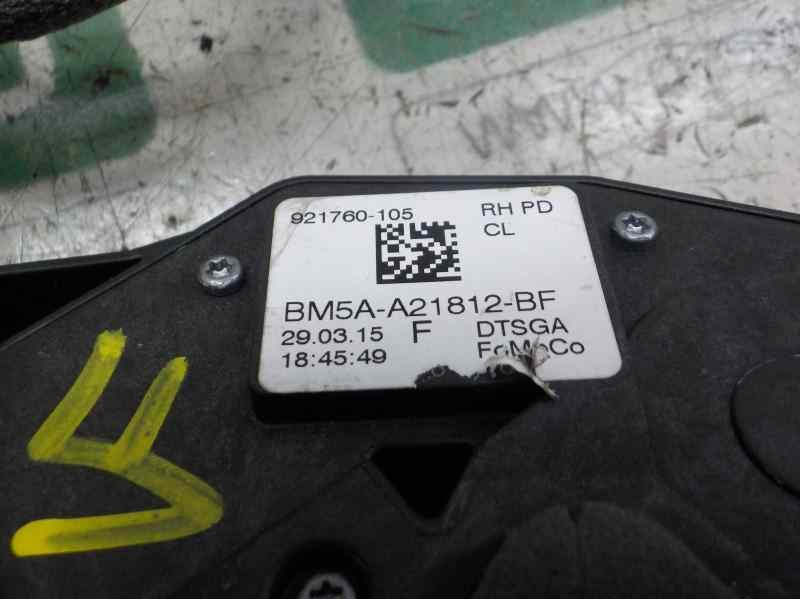 921760-105 RH PD
CL
BM5A-A21812-BF
29.03.15 F DTSGA
18:45:49 FoMoCo